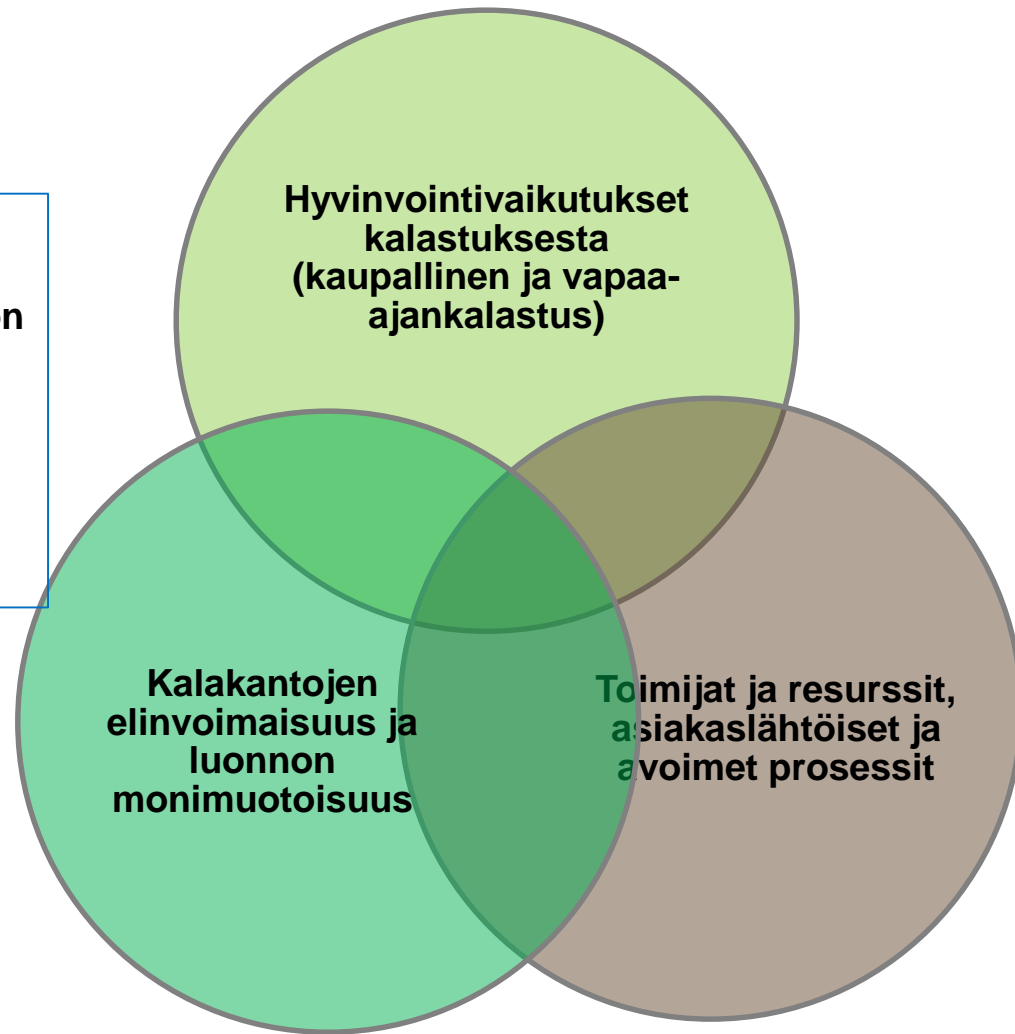 Hyvinvointivaikutukset
kalastuksesta
(kaupallinen ja vapaa-
ajankalastus)
n
Kalakantojen
elinvoimaisuus ja
luonnon
monimuotoisuus
Toimijat ja resurssit,
asiakaslähtöiset ja
avoimet prosessit